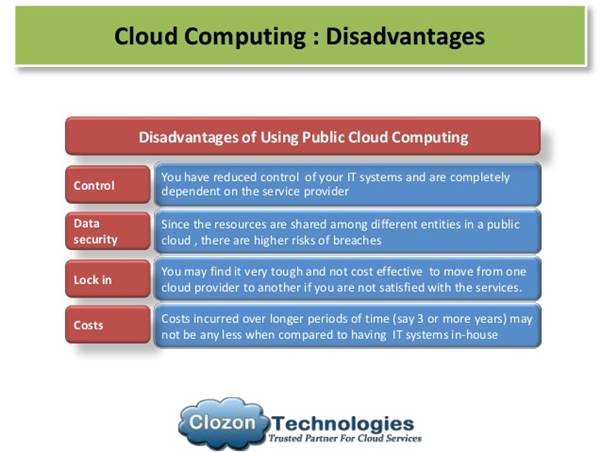 Cloud Computing : Disadvantages
Disadvantages of Using Public Cloud Computing
Control
You have reduced control of your IT systems and are completely
dependent on the service provider
Data
security
Since the resources are shared among different entities in a public
cloud , there are higher risks of breaches
Lock in
You may find it very tough and not cost effective to move from one
cloud provider to another if you are not satisfied with the services.
Costs
Costs incurred over longer periods of time (say 3 or more years) may
not be any less when compared to having IT systems in-house
Clozon Technologies
Trusted Partner For Cloud Services